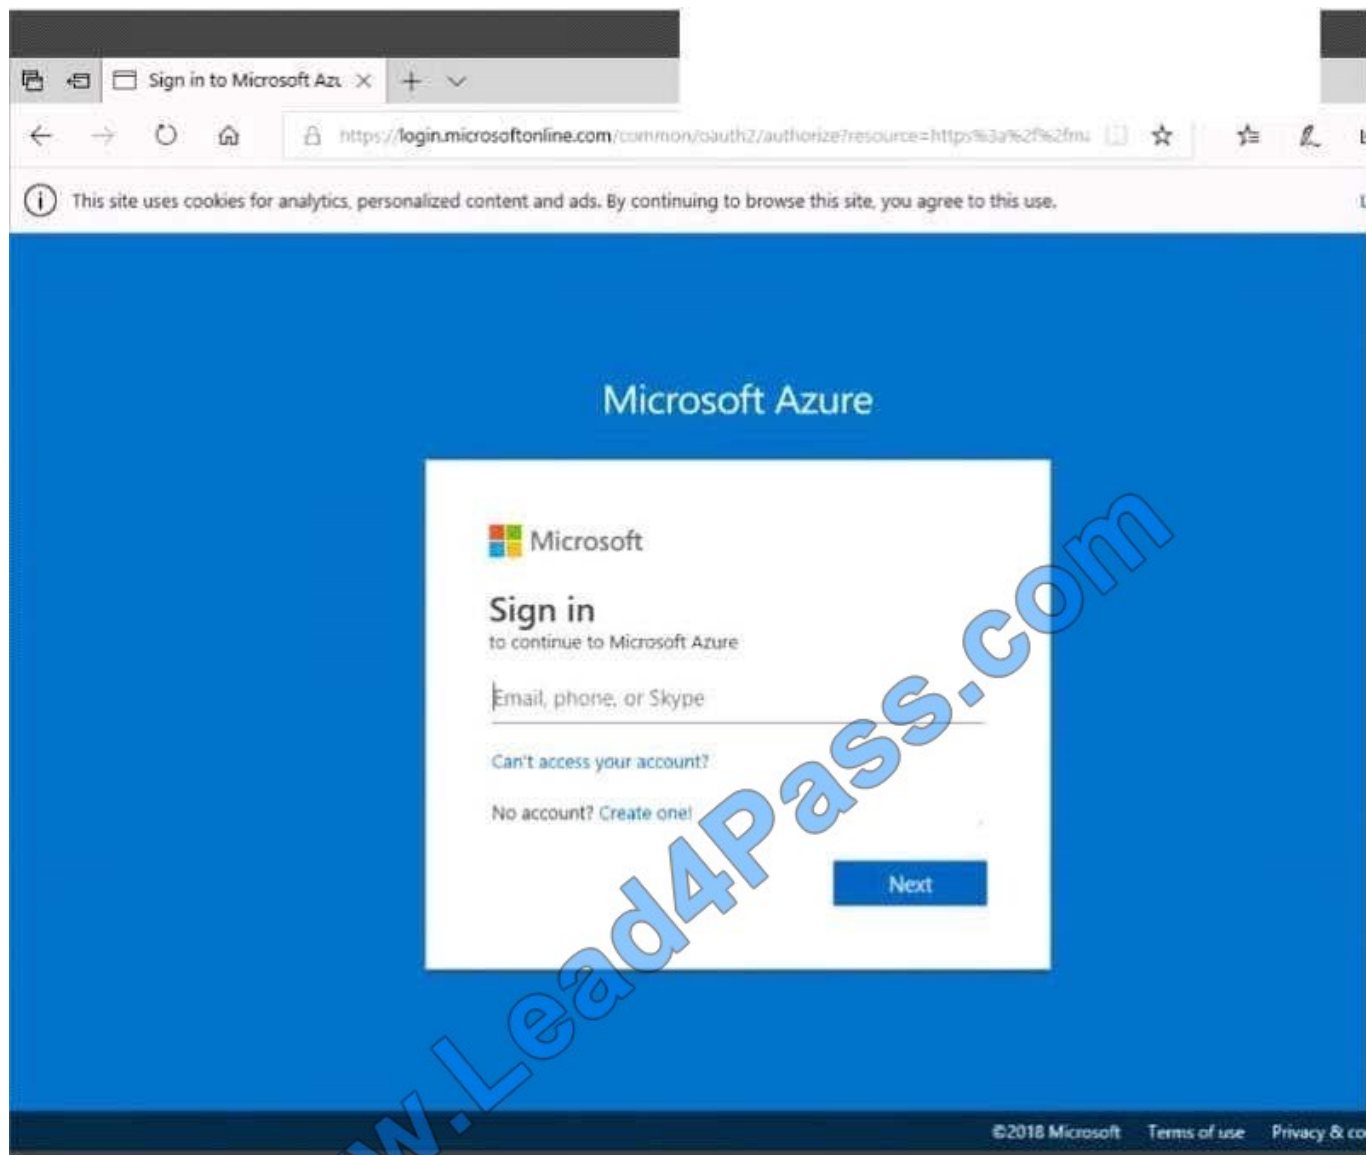 Sign in to Microsoft Azu
https://login.microsoftonline.com/common/oauth2/authorize?resource=https%3a%2f%2fma
This site uses cookies for analytics, personalized content and ads. By continuing to browse this site, you agree to this use.
Microsoft Azure
Microsoft
Sign in
to continue to Microsoft Azure
Email, phone, or Skype
Can't access your account?
No account? Create one!
Next
w.Lead4Pass.com
©2018 Microsoft Terms of use Privacy & co